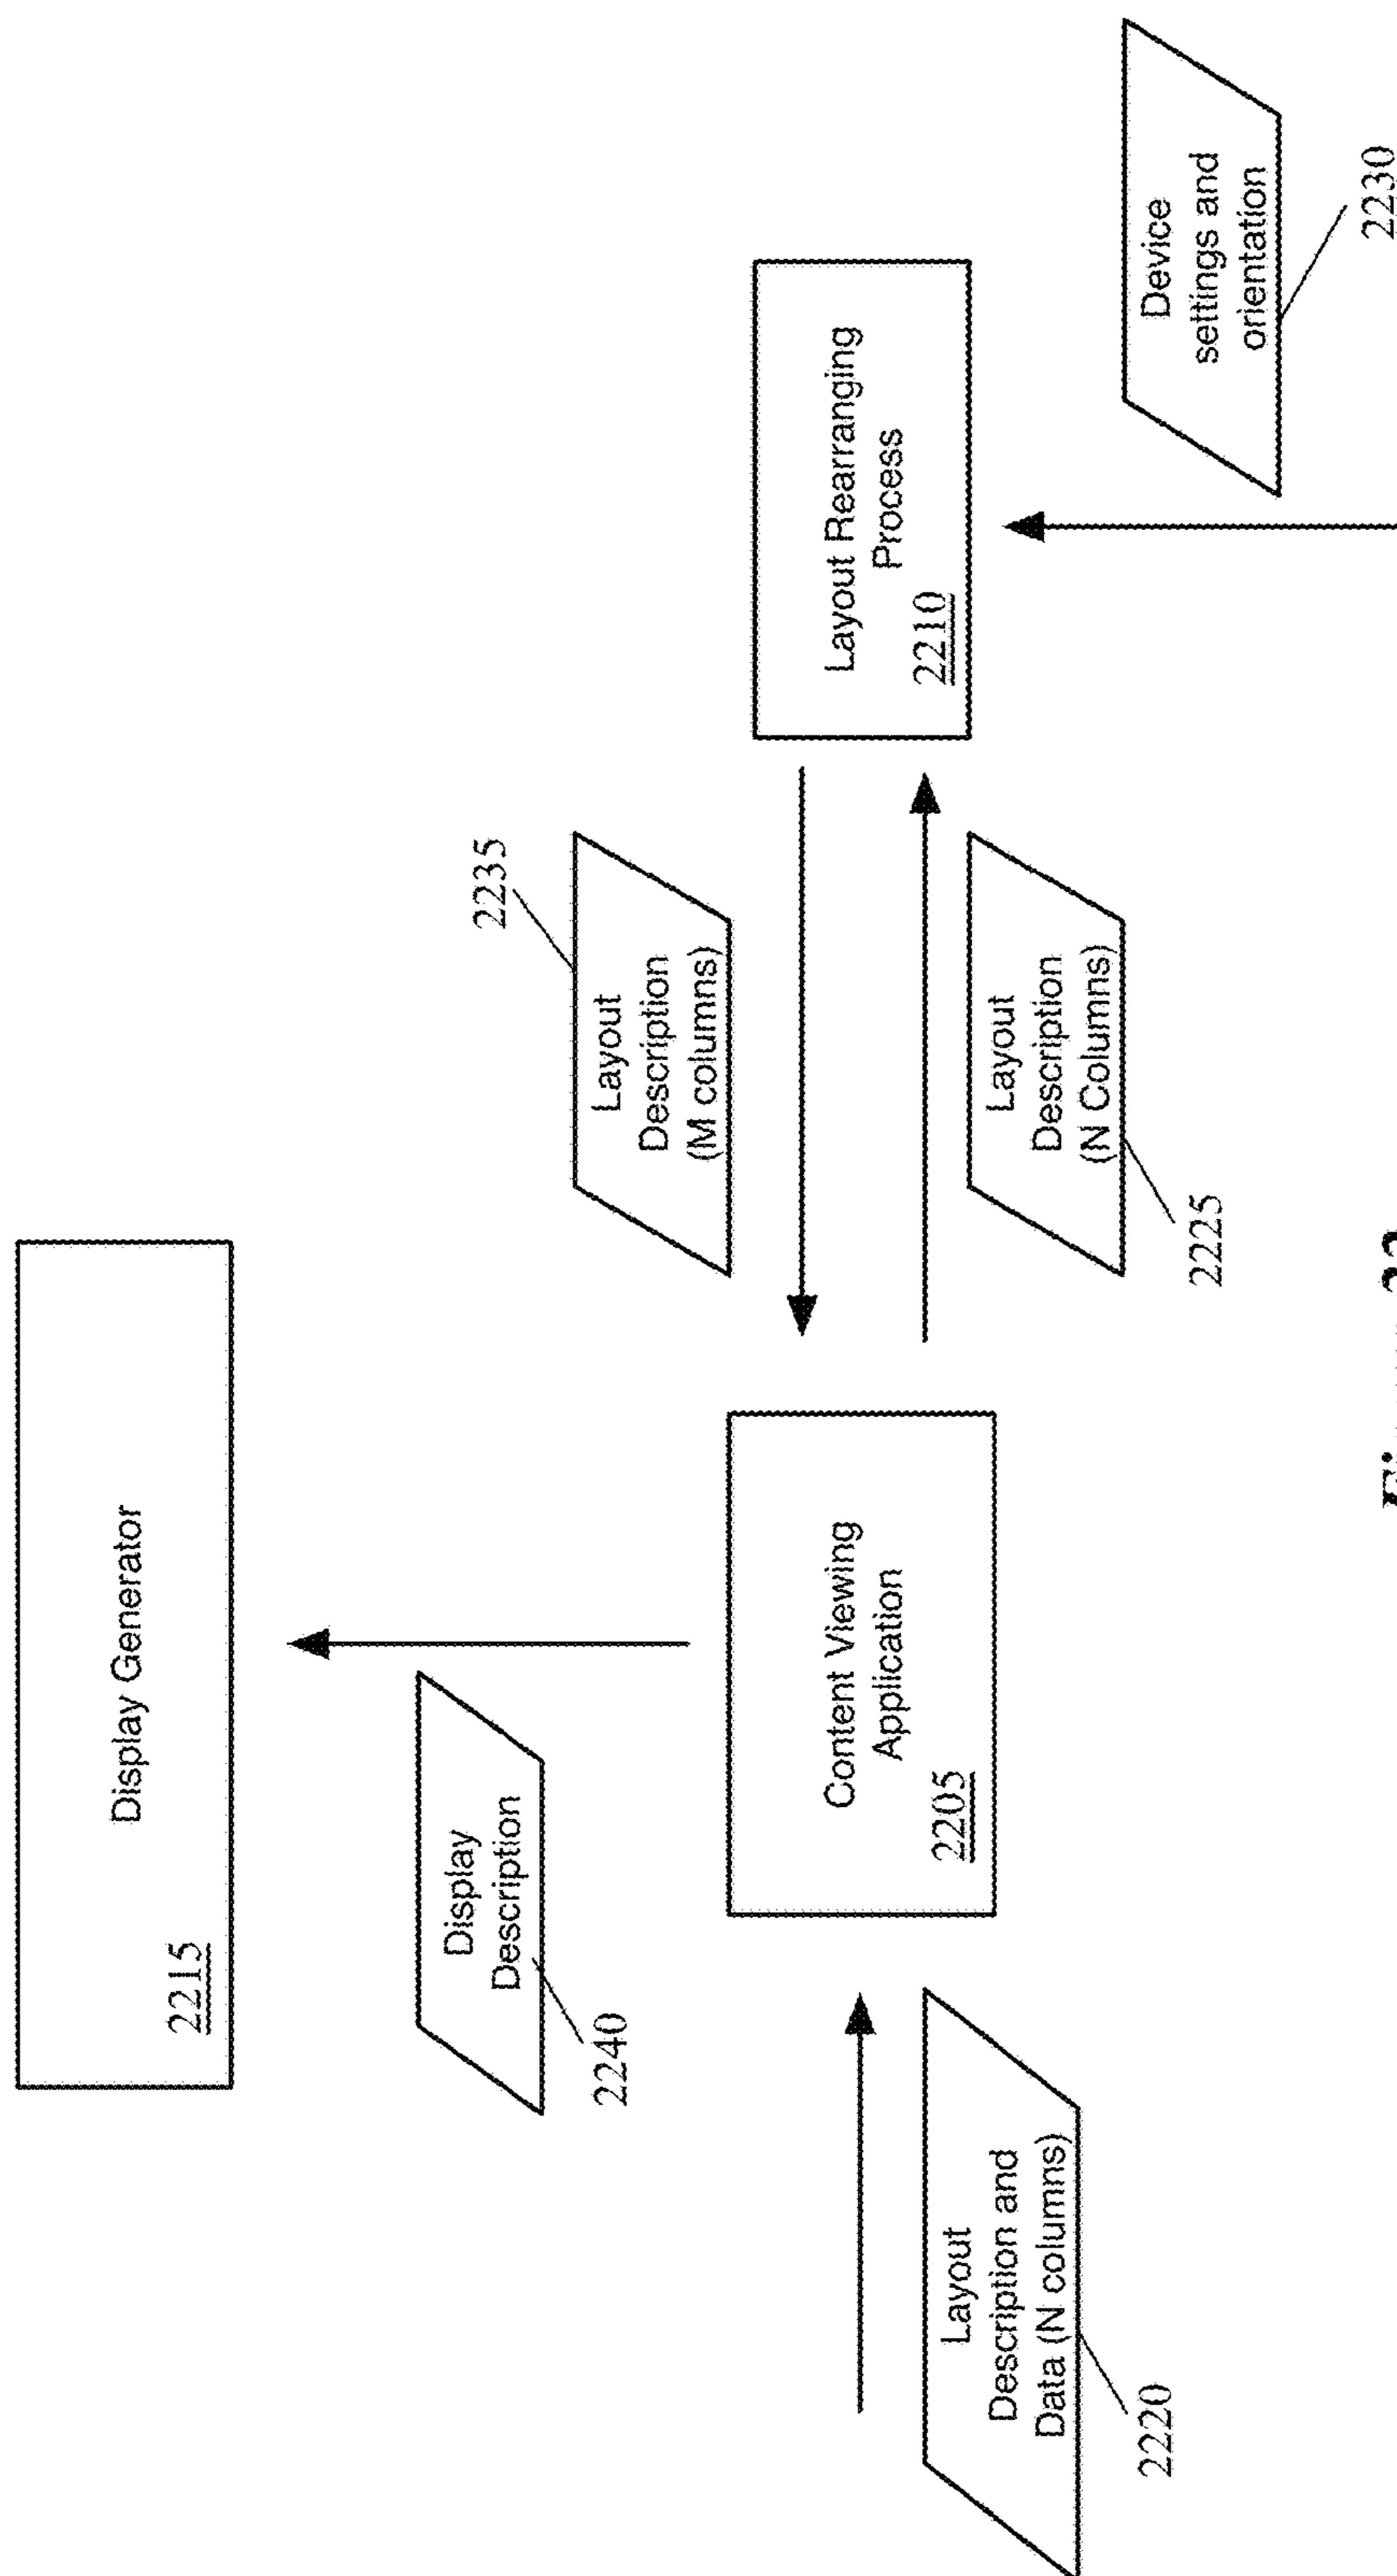 Display Generator
2215
Display
Description
2240
2235
Layout
Description
(M columns)
Content Viewing
Application
2205
Layout Rearranging
Process
2210
Layout
Description and
Data (N columns)
2220
Layout
Description
(N Columns)
2225
Device
settings and
orientation
2230